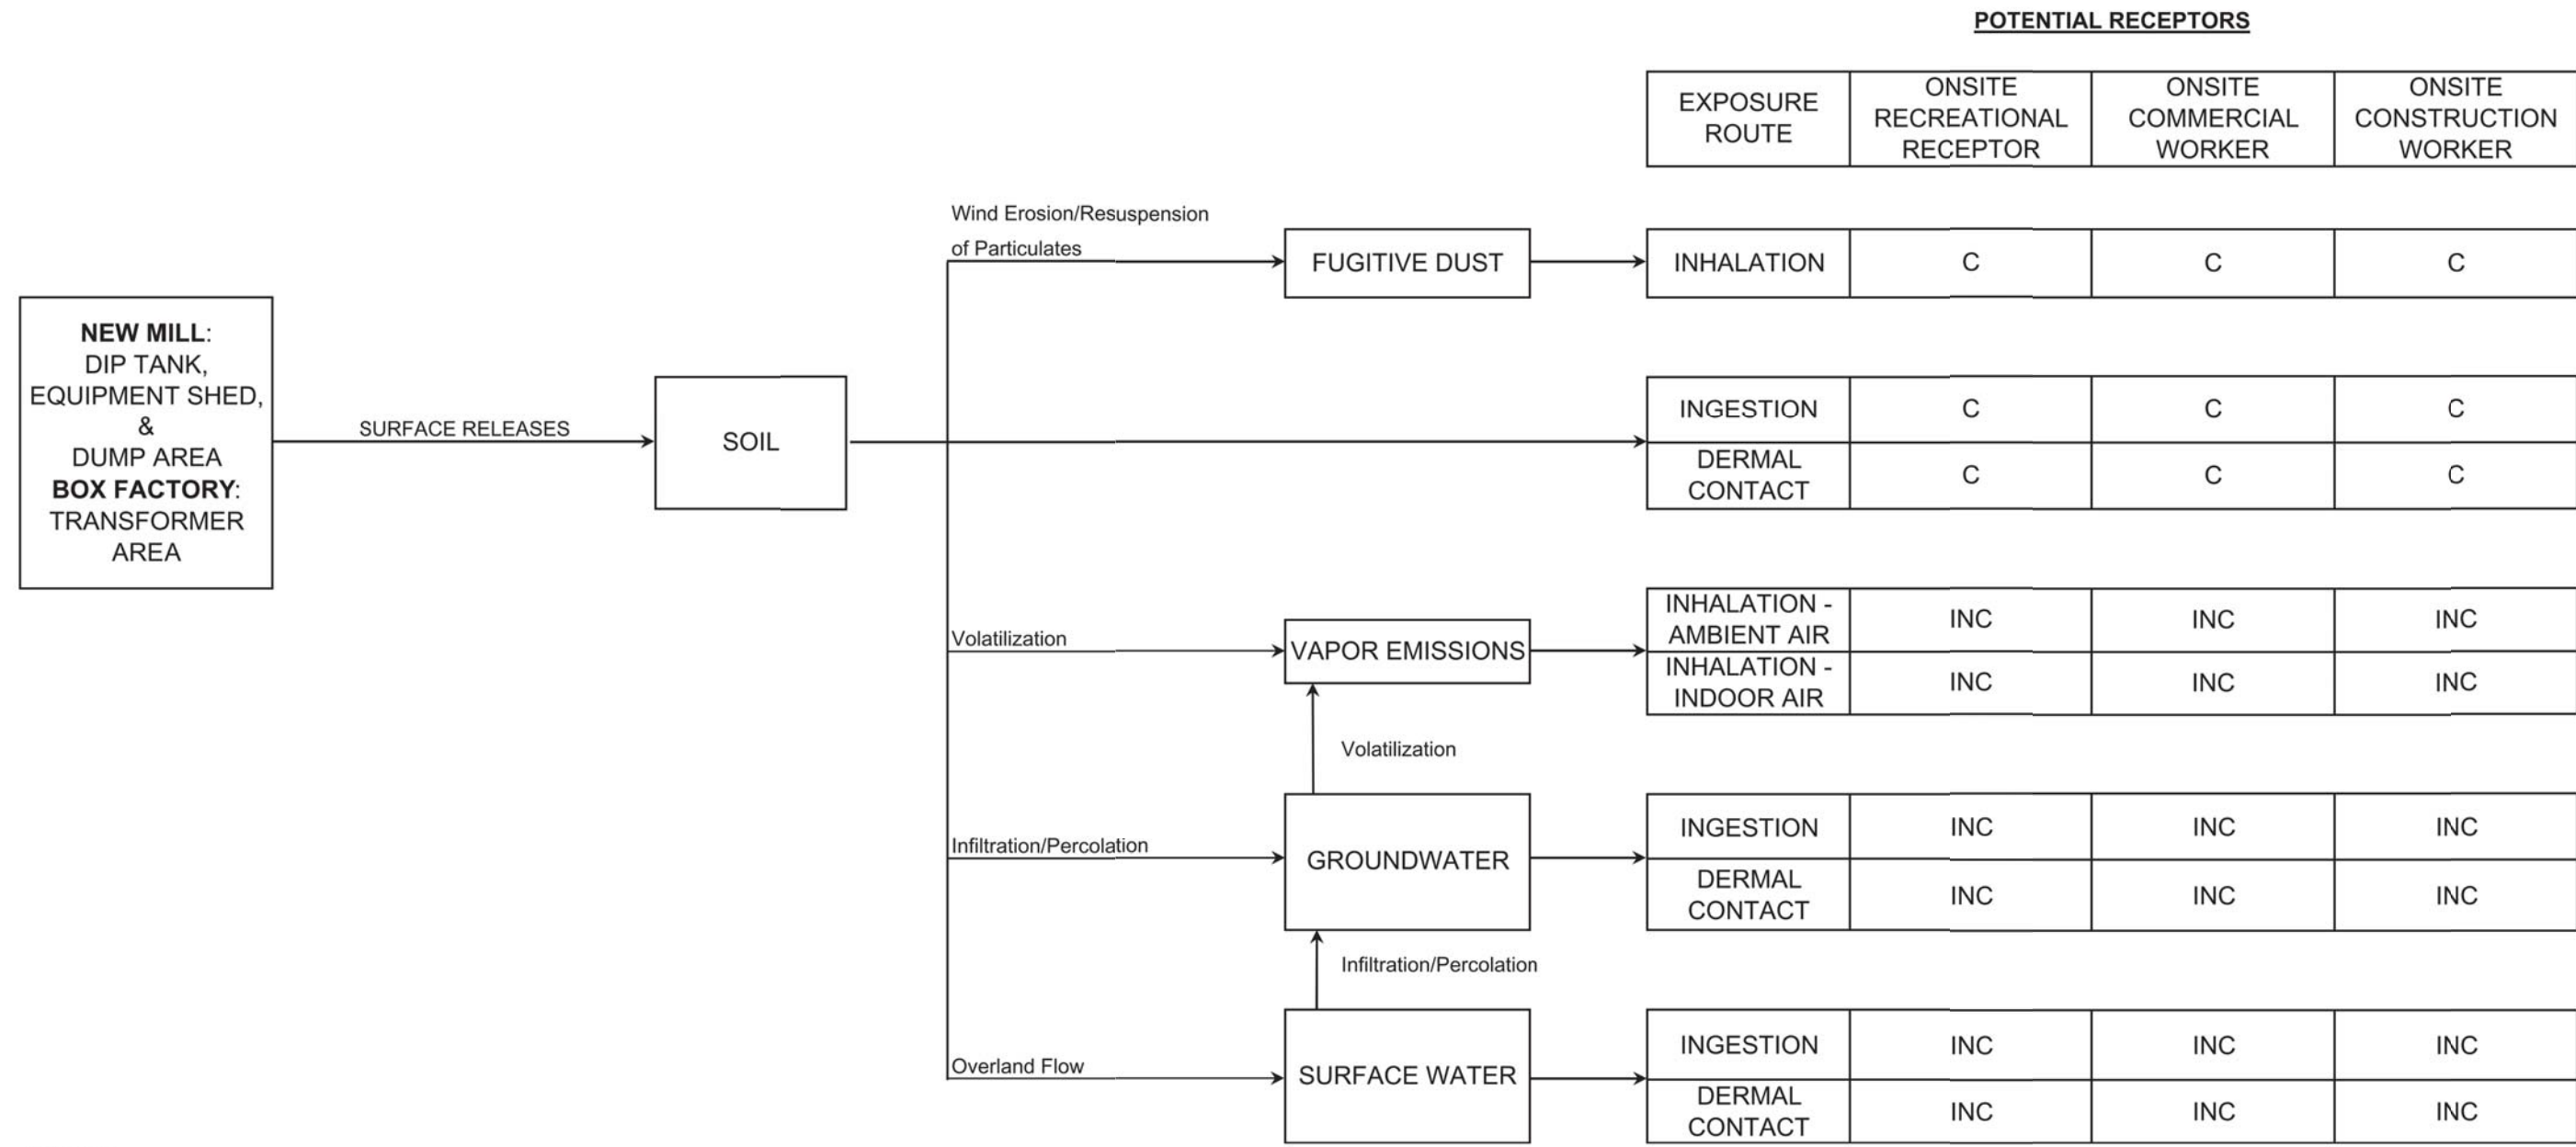 POTENTIAL RECEPTORS
EXPOSURE
ROUTE
ONSITE
RECREATIONAL
RECEPTOR
ONSITE
COMMERCIAL
WORKER
ONSITE
CONSTRUCTION
WORKER
NEW MILL:
DIP TANK,
EQUIPMENT SHED,
&
DUMP AREA
BOX FACTORY:
TRANSFORMER
AREA
SURFACE RELEASES
SOIL
Wind Erosion/Resuspension
of Particulates
FUGITIVE DUST
INHALATION
C
C
C
INGESTION
C
C
C
DERMAL
CONTACT
C
C
C
Volatilization
VAPOR EMISSIONS
INHALATION -
AMBIENT AIR
INC
INC
INC
INHALATION -
INDOOR AIR
INC
INC
INC
Volatilization
Infiltration/Percolation
GROUNDWATER
INGESTION
INC
INC
INC
DERMAL
CONTACT
INC
INC
INC
Infiltration/Percolation
Overland Flow
SURFACE WATER
INGESTION
INC
INC
INC
DERMAL
CONTACT
INC
INC
INC